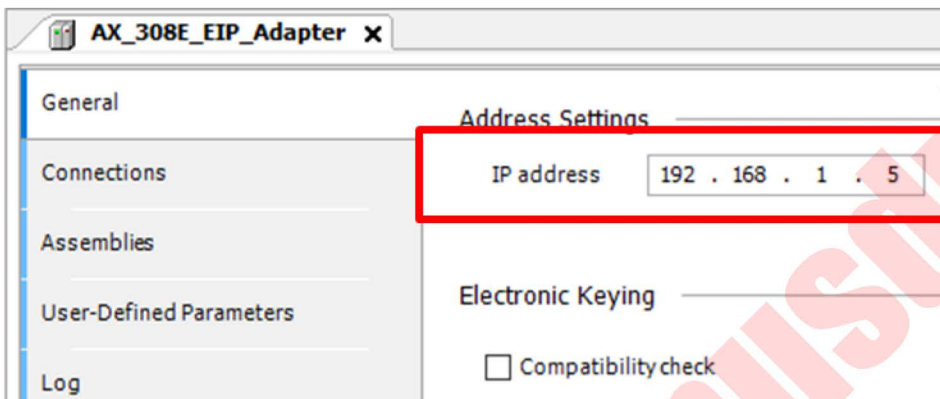 AX_308E_EIP_Adapter x
General
Connections
Assemblies
User-Defined Parameters
Log
Address Settings
IP address 192 . 168 . 1 . 5
Electronic Keying
Compatibility check